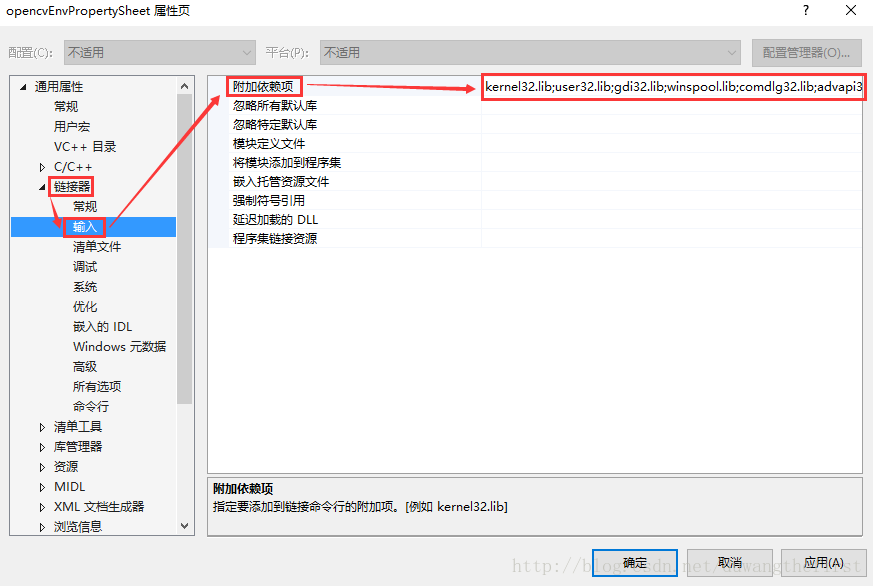 opencvEnvPropertySheet 属性页
配置(C): 不适用 平台(P): 不适用 配置管理器(O)...
通用属性
常规
用户宏
VC++ 目录
C/C++
链接器
常规
输入
清单文件
调试
系统
优化
嵌入的 IDL
Windows 元数据
高级
所有选项
命令行
清单工具
库管理器
资源
MIDL
XML 文档生成器
浏览信息
附加依赖项 kernel32.lib;user32.lib;gdi32.lib;winspool.lib;comdlg32.lib;advapi3
忽略所有默认库
忽略特定默认库
模块定义文件
将模块添加到程序集
嵌入托管资源文件
强制符号引用
延迟加载的 DLL
程序集链接资源
附加依赖项
指定要添加到链接命令行的附加项。[例如 kernel32.lib]
确定 取消 应用(A)